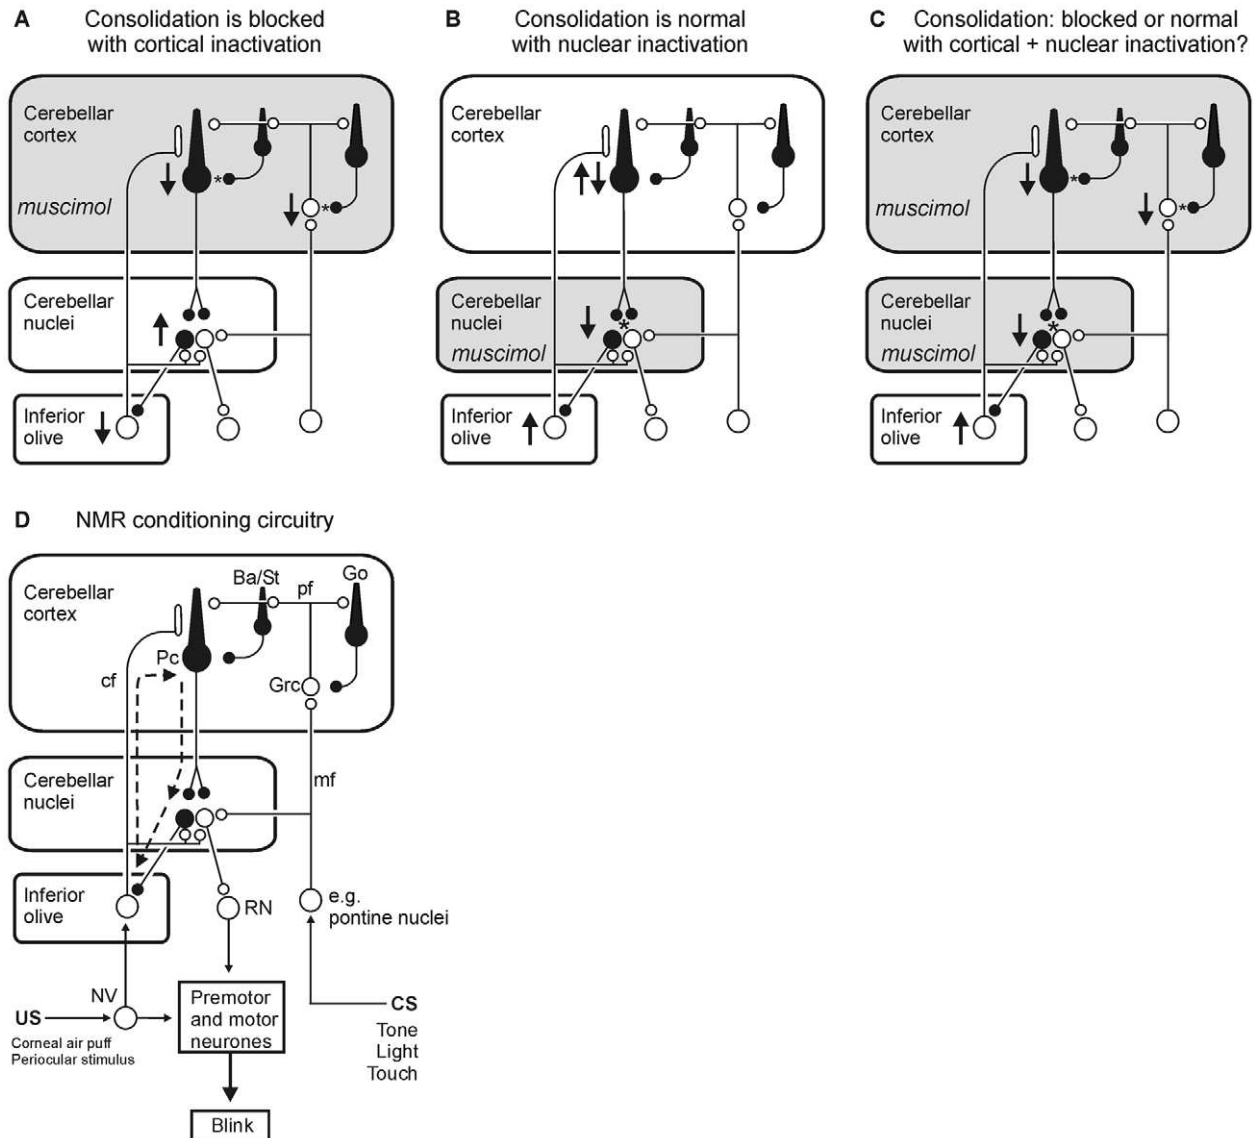 A Consolidation is blocked
with cortical inactivation
Cerebellar
cortex
*
muscimol
*
Cerebellar
nuclei
Inferior
olive
B Consolidation is normal
with nuclear inactivation
Cerebellar
cortex
Cerebellar
nuclei
*
muscimol
Inferior
olive
C Consolidation: blocked or normal
with cortical + nuclear inactivation?
Cerebellar
cortex
*
muscimol
*
Cerebellar
nuclei
*
muscimol
Inferior
olive
D NMR conditioning circuitry
Cerebellar
cortex
Ba/St
pf
Go
Pc
cf
Grc
Cerebellar
nuclei
mf
Inferior
olive
RN
e.g.
pontine nuclei
NV
US
Corneal air puff
Periocular stimulus
Premotor
and motor
neurones
CS
Tone
Light
Touch
Blink